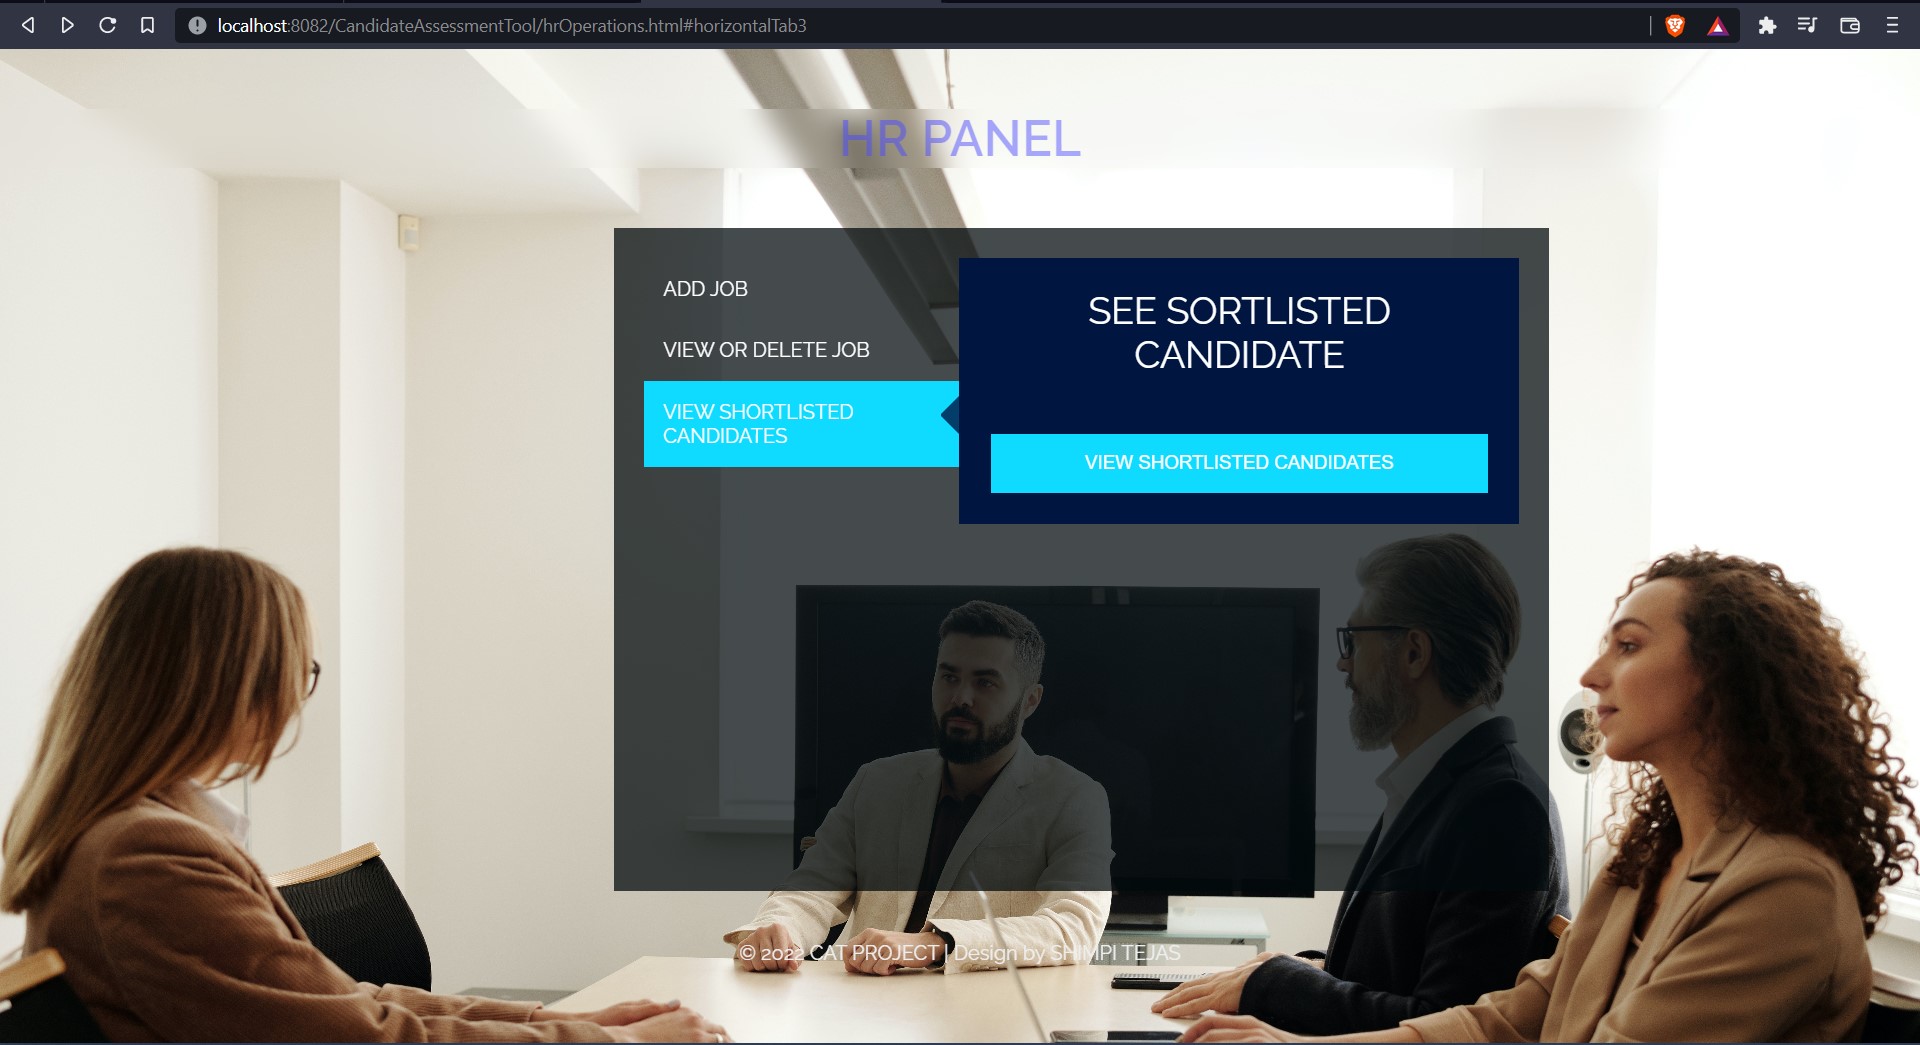 localhost:8082/CandidateAssessmentTool/hrOperations.html#horizontalTab3
HR PANEL
ADD JOB
VIEW OR DELETE JOB
VIEW SHORTLISTED
CANDIDATES
SEE SORTLISTED
CANDIDATE
VIEW SHORTLISTED CANDIDATES
© 2022 CAT PROJECT | Design by SHIMPI TEJAS